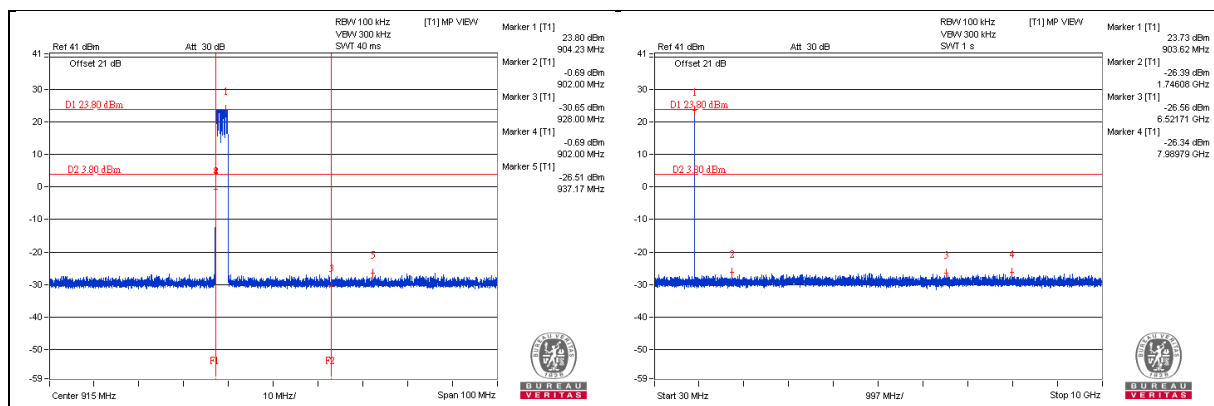 RBW 100 kHz [T1] MP VIEW
VBW 300 kHz
Ref 41 dBm Att 30 dB SWT 40 ms
Offset 21 dB
41
30
20
10
0
-10
-20
-30
-40
-50
-59
D1 23.80 dBm
D2 3.80 dBm
1
3
5
F1
F2
Center 915 MHz 10 MHz/ Span 100 MHz
Marker 1 [T1]
23.80 dBm
904.23 MHz
Marker 2 [T1]
-0.69 dBm
902.00 MHz
Marker 3 [T1]
-30.65 dBm
928.00 MHz
Marker 4 [T1]
-0.69 dBm
902.00 MHz
Marker 5 [T1]
-26.51 dBm
937.17 MHz
BUREAU VERITAS
1828
BUREAU
VERITAS
RBW 100 kHz [T1] MP VIEW
VBW 300 kHz
Ref 41 dBm Att 30 dB SWT 1 s
Offset 21 dB
41
30
20
10
0
-10
-20
-30
-40
-50
-59
D1 23.80 dBm
D2 3.80 dBm
1
2
3
4
Start 30 MHz 997 MHz/ Stop 10 GHz
Marker 1 [T1]
23.73 dBm
903.62 MHz
Marker 2 [T1]
-26.39 dBm
1.74608 GHz
Marker 3 [T1]
-26.56 dBm
6.52171 GHz
Marker 4 [T1]
-26.34 dBm
7.98979 GHz
BUREAU VERITAS
1828
BUREAU
VERITAS